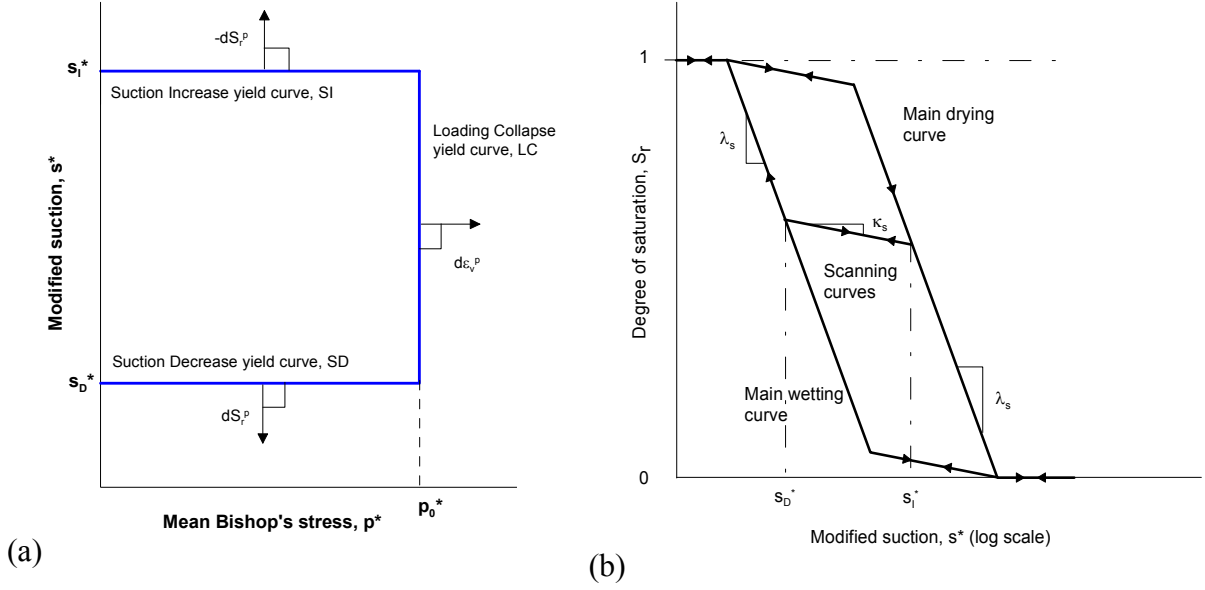 -dSᵣᵖ
sI*
Suction Increase yield curve, SI
Loading Collapse
yield curve, LC
Modified suction, s*
dεᵥᵖ
Suction Decrease yield curve, SD
sD*
dSᵣᵖ
p₀*
Mean Bishop's stress, p*
(a)
1
Main drying
curve
λₛ
Degree of saturation, Sr
κₛ
Scanning
curves
Main wetting
curve
λₛ
0
sD*
sI*
Modified suction, s* (log scale)
(b)